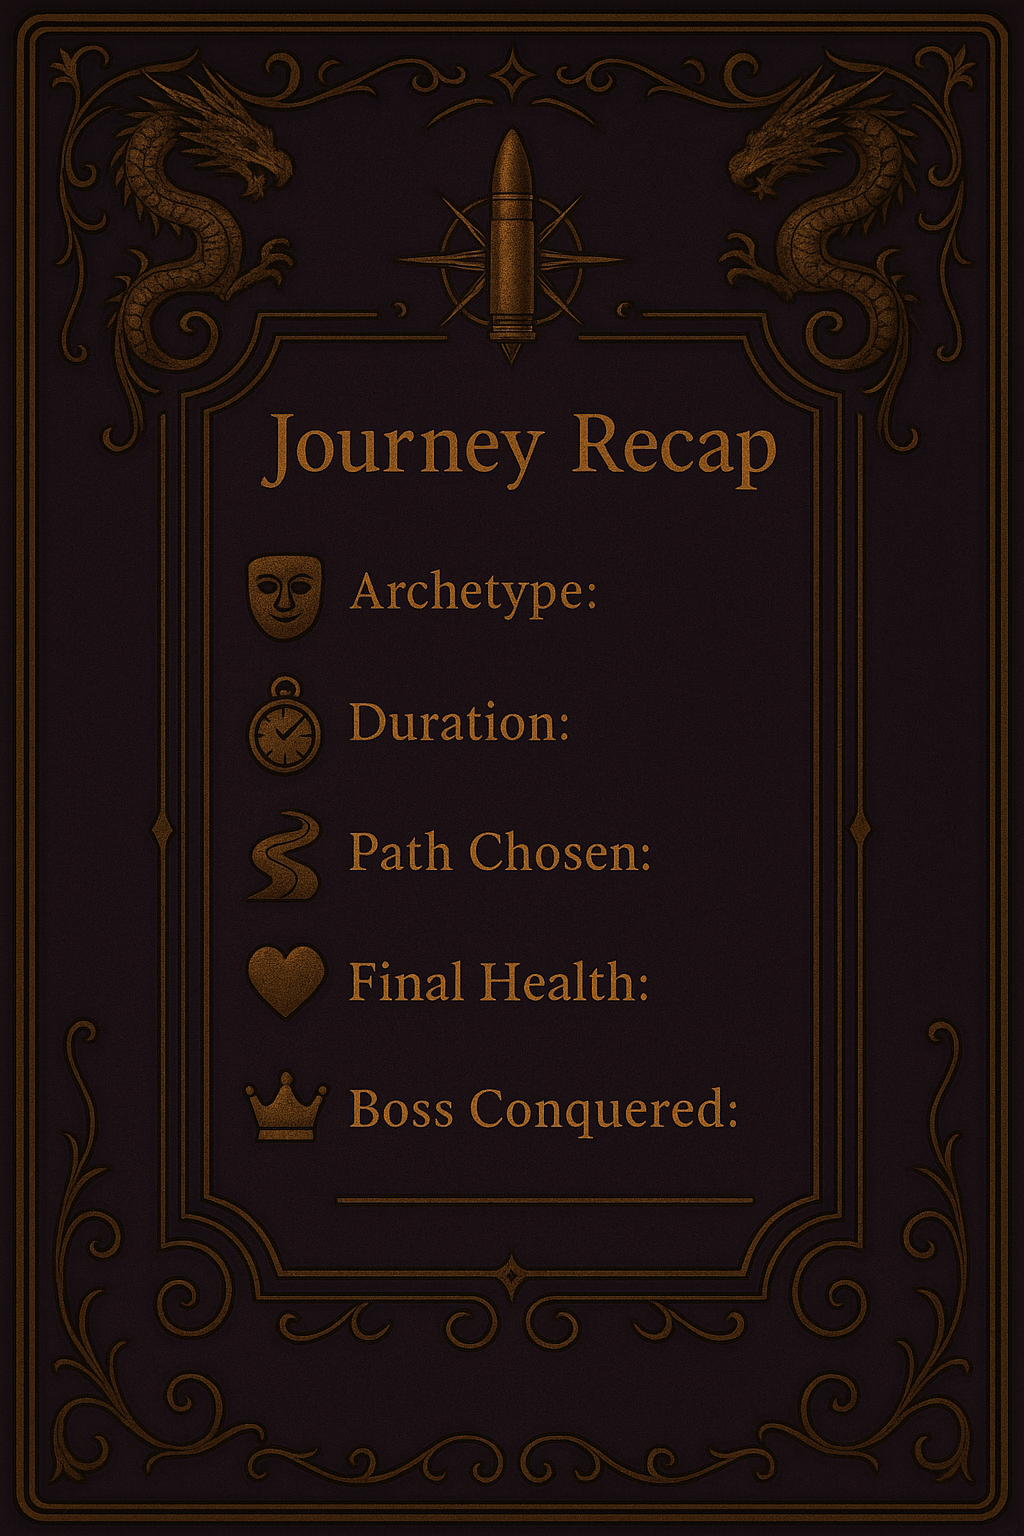 Journey Recap
Archetype:
Duration:
Path Chosen:
Final Health:
Boss Conquered: